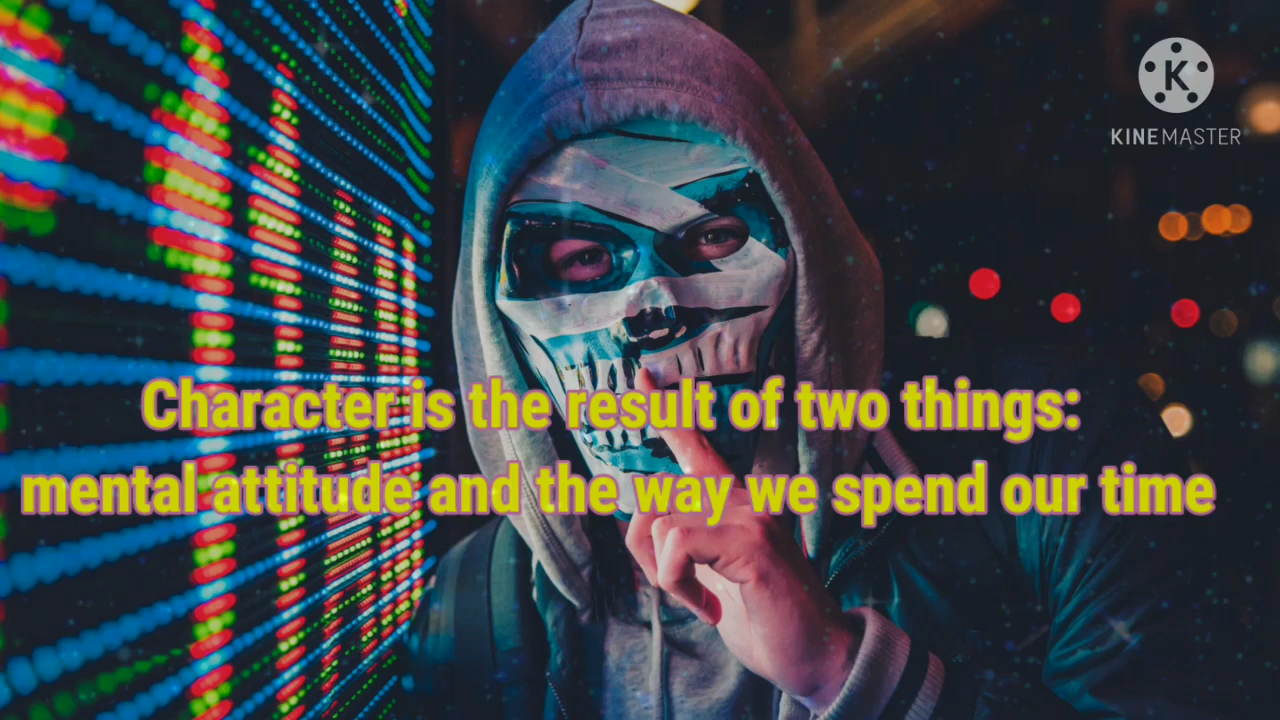 KINEMASTER
Character is the result of two things:
mental attitude and the way we spend our time